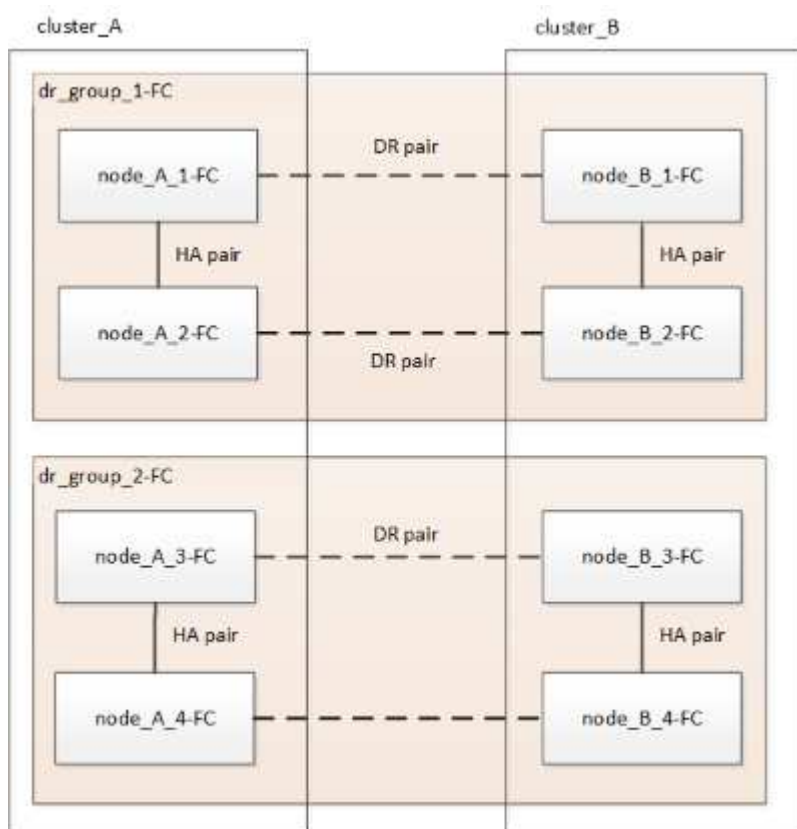 cluster_A
cluster_B
dr_group_1-FC
DR pair
node_A_1-FC
node_B_1-FC
HA pair
HA pair
node_A_2-FC
node_B_2-FC
DR pair
dr_group_2-FC
DR pair
node_A_3-FC
node_B_3-FC
HA pair
HA pair
node_A_4-FC
node_B_4-FC